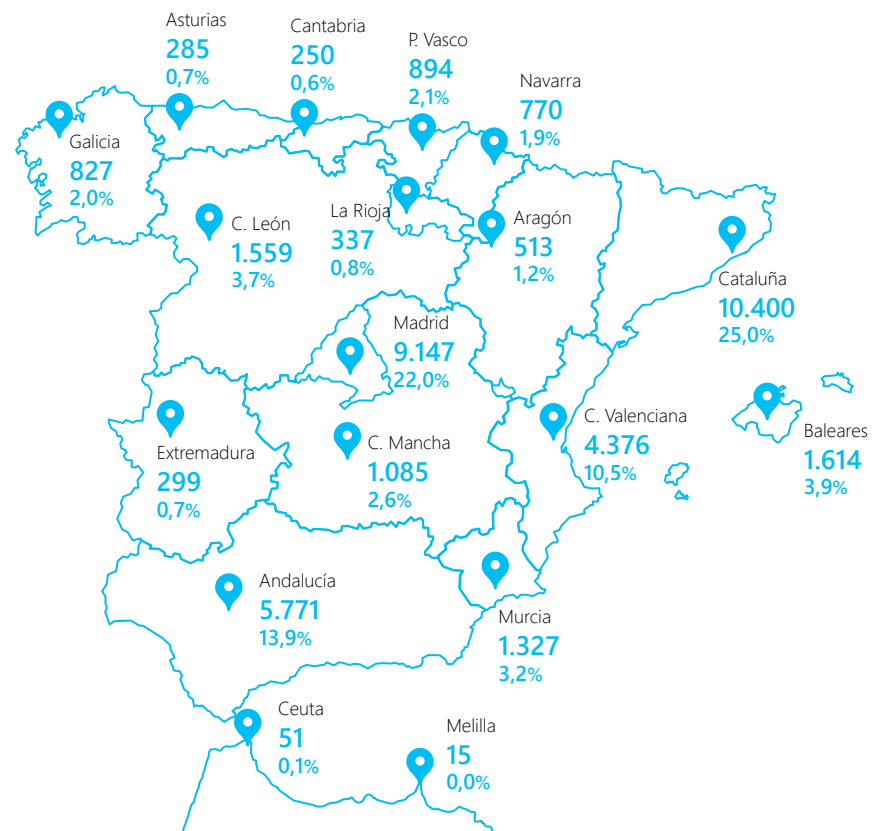 Asturias
285
0,7%
Cantabria
250
0,6%
P. Vasco
894
2,1%
Navarra
770
1,9%
Galicia
827
2,0%
C. León
1.559
3,7%
La Rioja
337
0,8%
Aragón
513
1,2%
Cataluña
10.400
25,0%
Madrid
9.147
22,0%
Extremadura
299
0,7%
C. Mancha
1.085
2,6%
C. Valenciana
4.376
10,5%
Baleares
1.614
3,9%
Andalucía
5.771
13,9%
Murcia
1.327
3,2%
Ceuta
51
0,1%
Melilla
15
0,0%